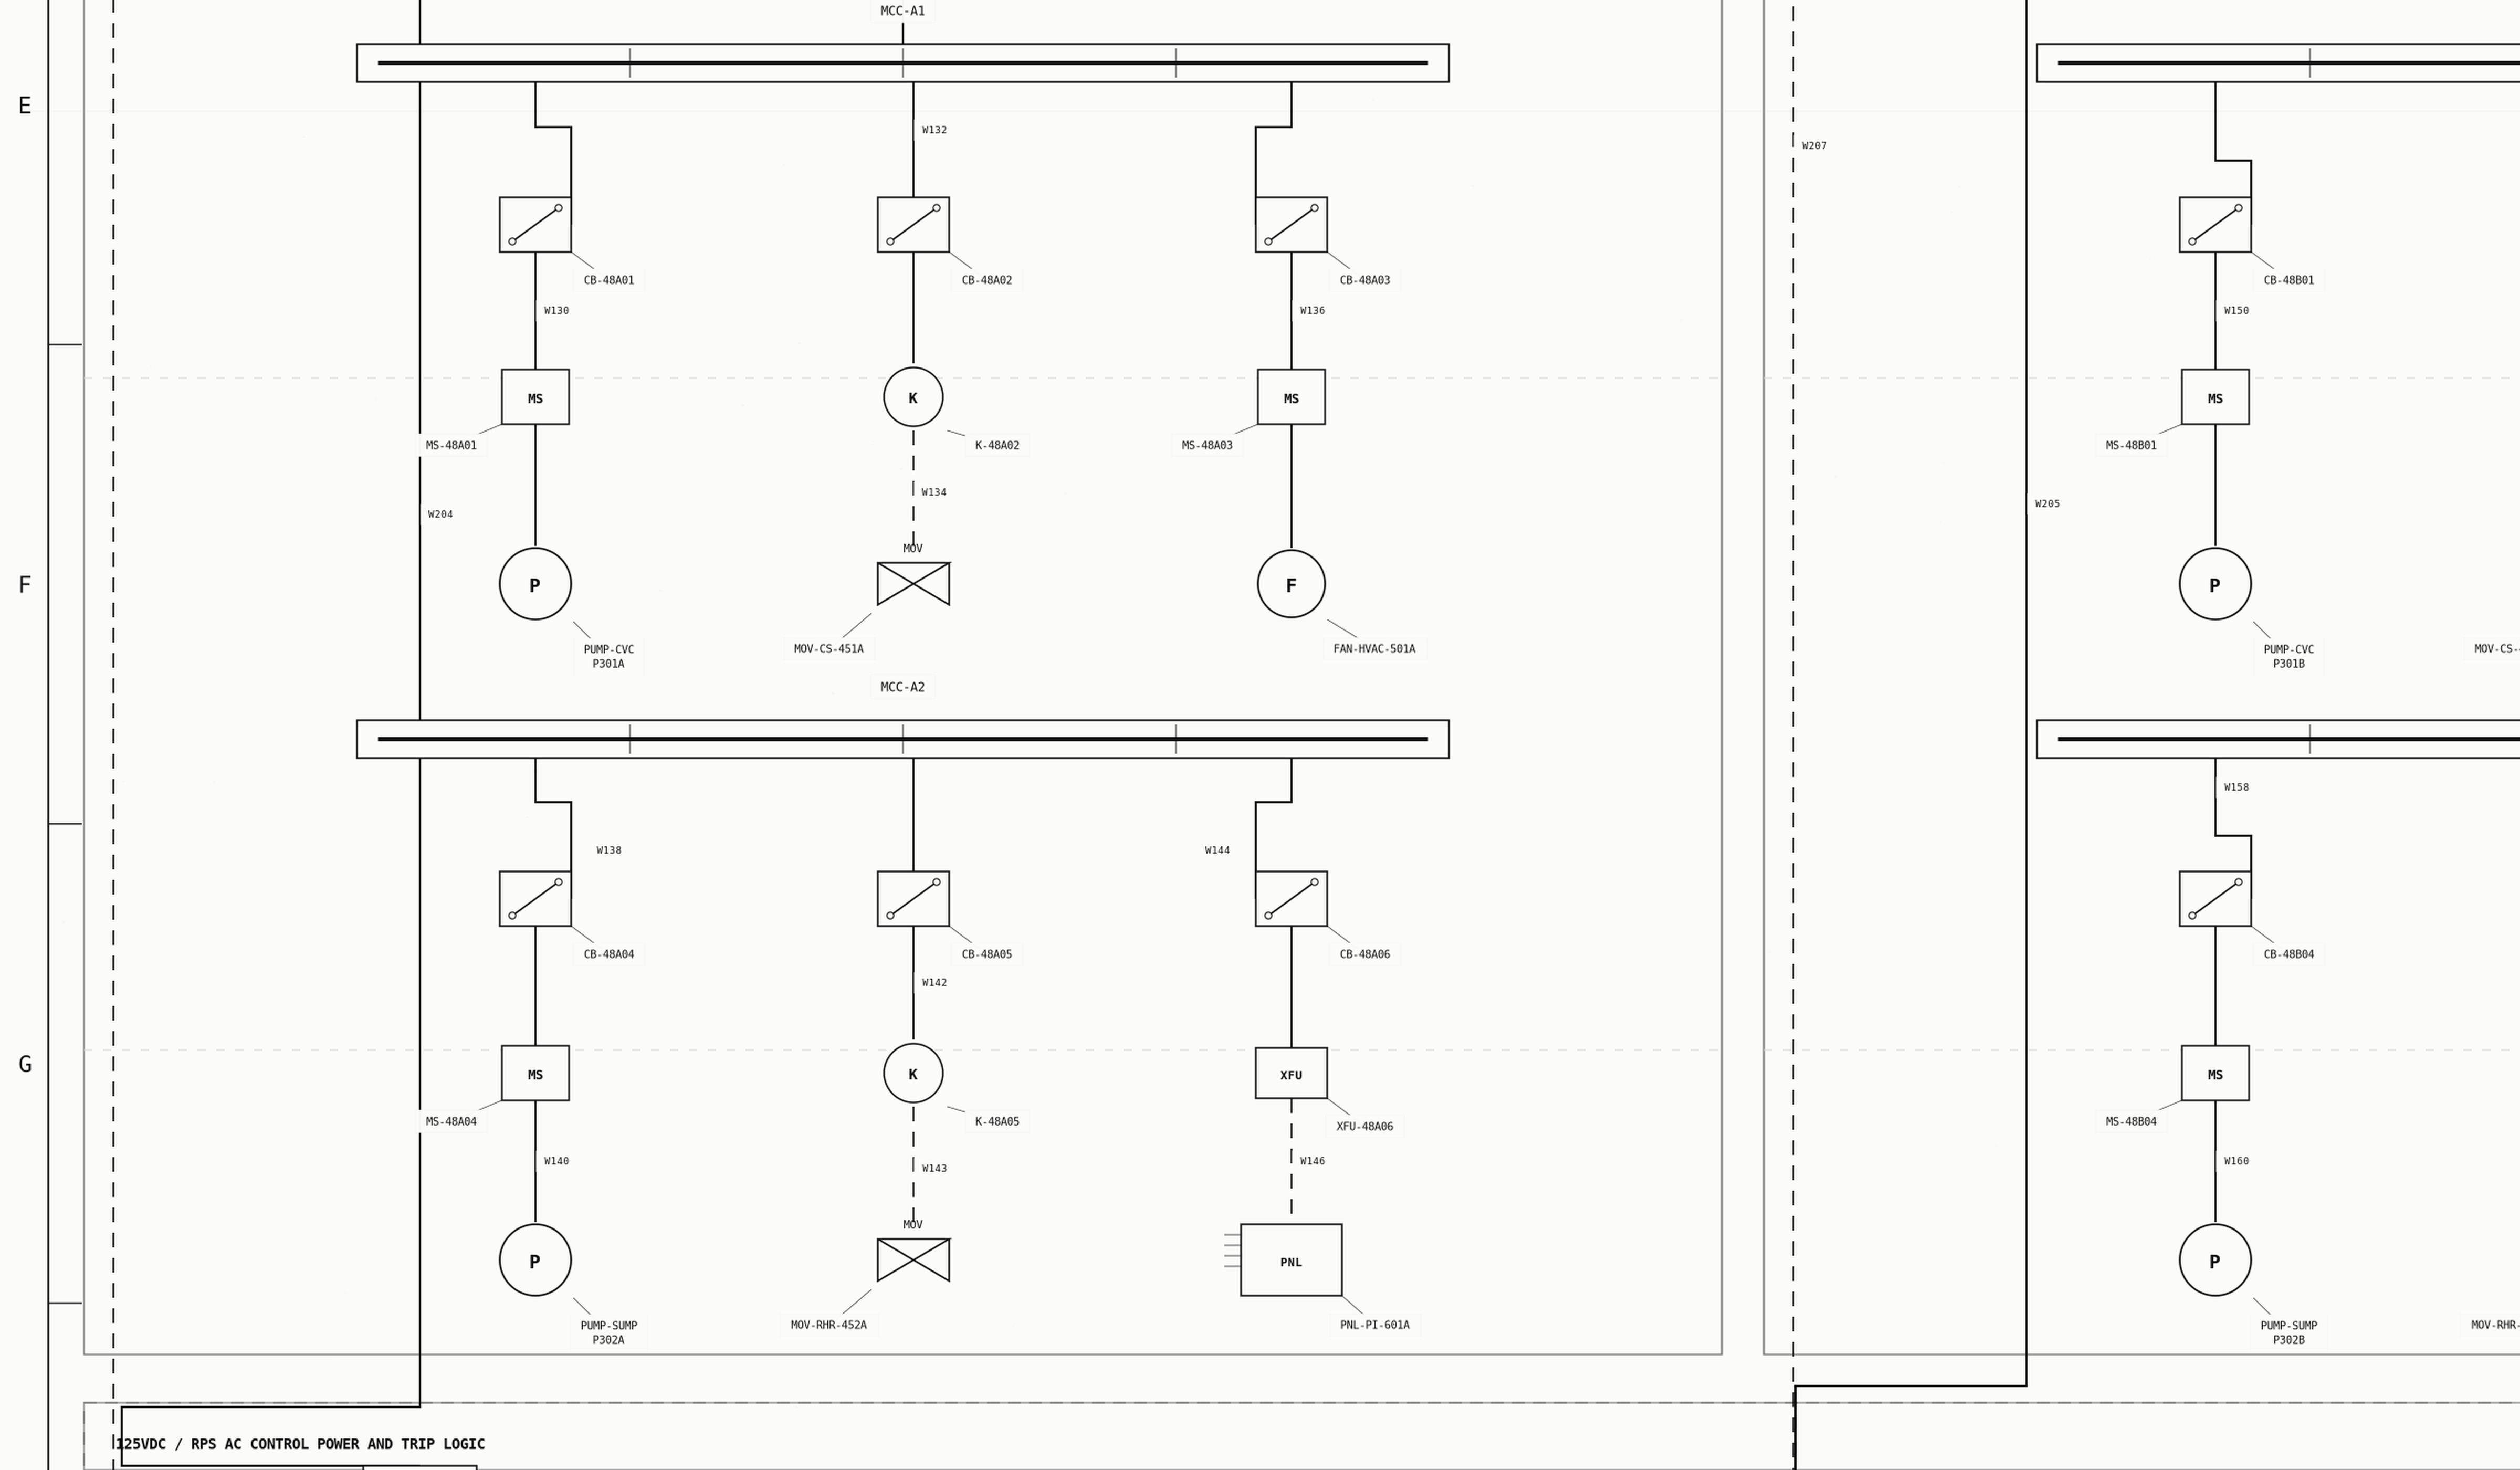 MCC-A1
E
W132
W207
CB-48A01
CB-48A02
CB-48A03
CB-48B01
W130
W136
W150
MS
K
MS
MS
MS-48A01
K-48A02
MS-48A03
MS-48B01
W134
W204
W205
MOV
F
P
F
P
PUMP-CVC
P301A
MOV-CS-451A
FAN-HVAC-501A
PUMP-CVC
P301B
MOV-CS-
MCC-A2
W158
W138
W144
CB-48A04
CB-48A05
CB-48A06
CB-48B04
W142
G
MS
K
XFU
MS
MS-48A04
K-48A05
XFU-48A06
MS-48B04
W140
W143
W146
W160
MOV
P
PNL
P
PUMP-SUMP
P302A
MOV-RHR-452A
PNL-PI-601A
PUMP-SUMP
P302B
MOV-RHR-
125VDC / RPS AC CONTROL POWER AND TRIP LOGIC